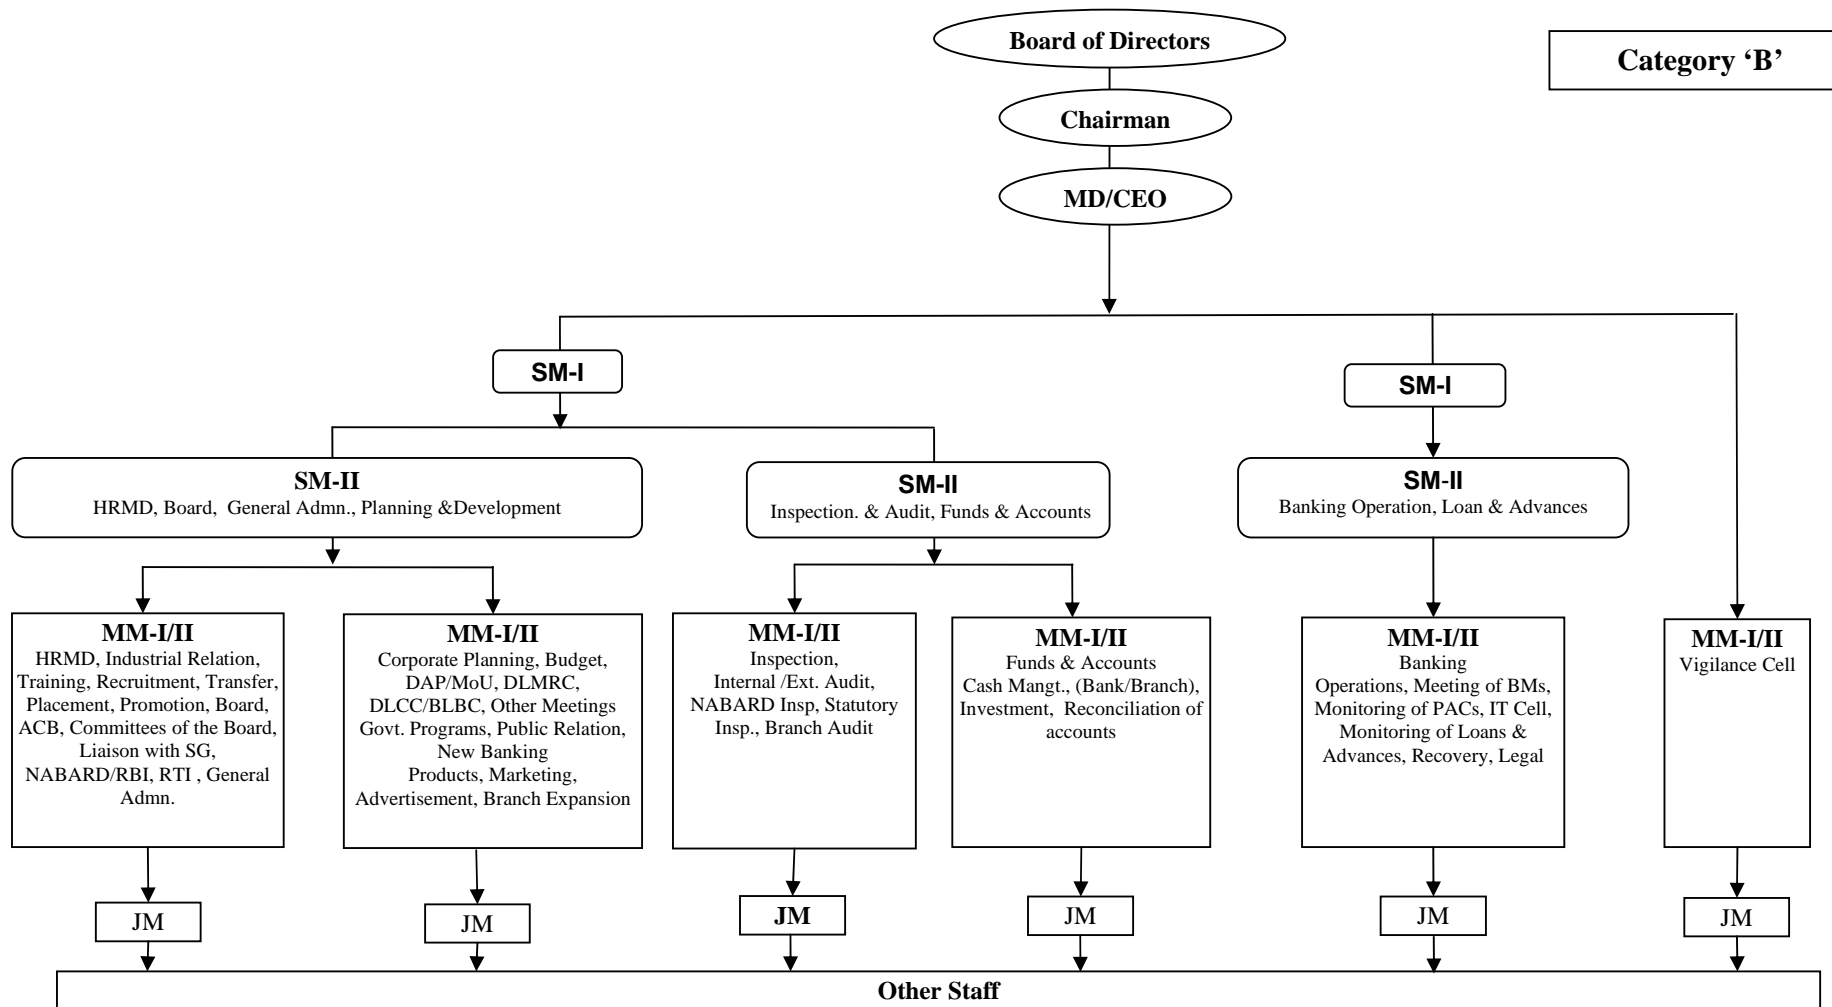 Board of Directors
Category ‘B’
Chairman
MD/CEO
SM-I
SM-I
SM-II
HRMD, Board, General Admn., Planning &Development
SM-II
Inspection. & Audit, Funds & Accounts
SM-II
Banking Operation, Loan & Advances
MM-I/II
HRMD, Industrial Relation,
Training, Recruitment, Transfer,
Placement, Promotion, Board,
ACB, Committees of the Board,
Liaison with SG,
NABARD/RBI, RTI , General
Admn.
MM-I/II
Corporate Planning, Budget,
DAP/MoU, DLMRC,
DLCC/BLBC, Other Meetings
Govt. Programs, Public Relation,
New Banking
Products, Marketing,
Advertisement, Branch Expansion
MM-I/II
Inspection,
Internal /Ext. Audit,
NABARD Insp, Statutory
Insp., Branch Audit
MM-I/II
Funds & Accounts
Cash Mangt., (Bank/Branch),
Investment, Reconciliation of
accounts
MM-I/II
Banking
Operations, Meeting of BMs,
Monitoring of PACs, IT Cell,
Monitoring of Loans &
Advances, Recovery, Legal
MM-I/II
Vigilance Cell
JM
JM
JM
JM
JM
JM
Other Staff